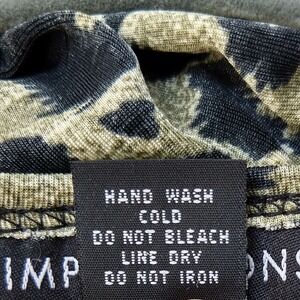 HAND WASH
COLD
DO NOT BLEACH
LINE DRY
DO NOT IRON